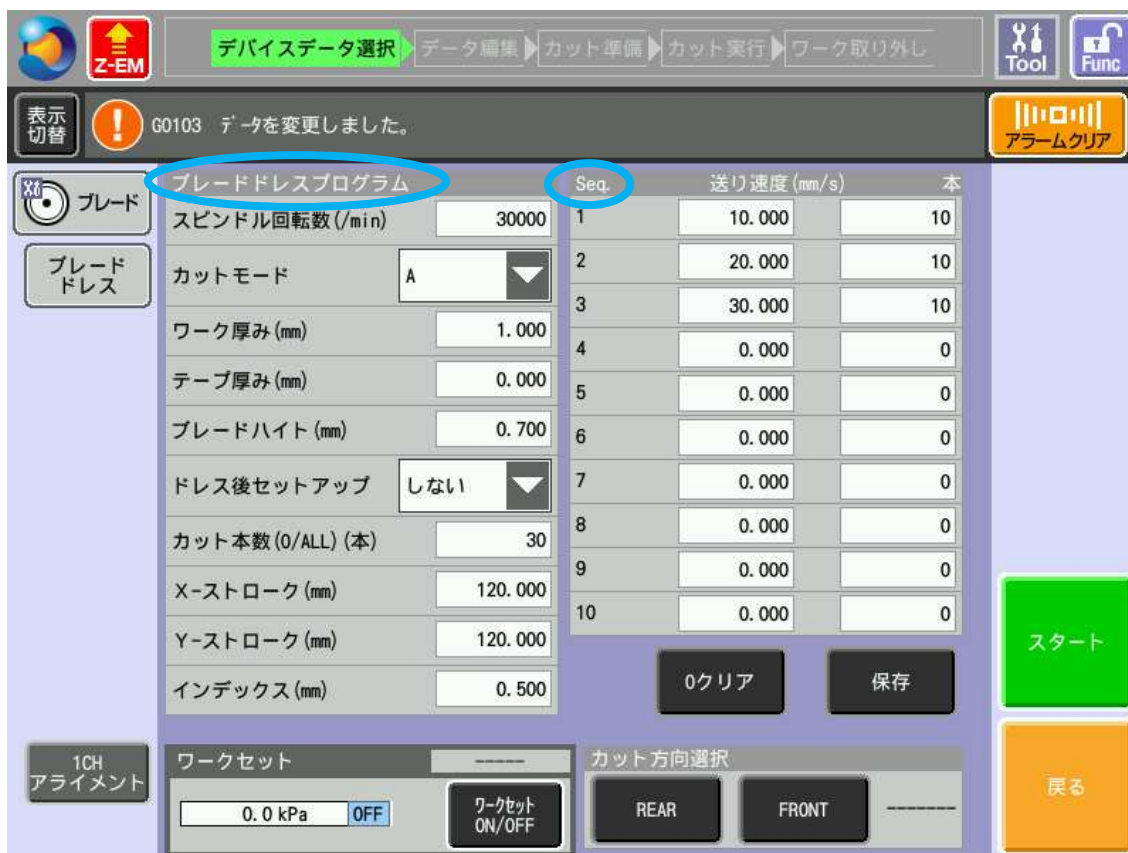 Z-EM
デバイスデータ選択 データ編集 カット準備 カット実行 ワーク取り外し
Tool
Func
表示
切替
G0103 データを変更しました。
アラームクリア
ブレード
ブレード
ドレス
ブレードドレスプログラム
スピンドル回転数(/min) 30000
カットモード A
ワーク厚み(mm) 1.000
テープ厚み(mm) 0.000
ブレードハイト(mm) 0.700
ドレス後セットアップ しない
カット本数(0/ALL)(本) 30
X-ストローク(mm) 120.000
Y-ストローク(mm) 120.000
インデックス(mm) 0.500
Seq. 送り速度(mm/s) 本
1 10.000 10
2 20.000 10
3 30.000 10
4 0.000 0
5 0.000 0
6 0.000 0
7 0.000 0
8 0.000 0
9 0.000 0
10 0.000 0
0クリア
保存
スタート
1CH
アライメント
ワークセット -----
0.0 kPa OFF
ワークセット
ON/OFF
カット方向選択
REAR
FRONT
-------
戻る